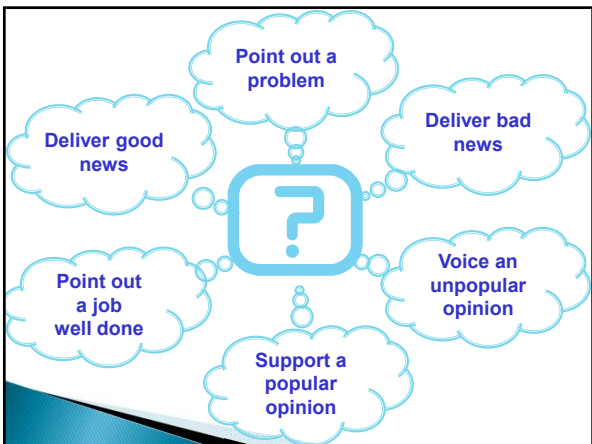 Point out a
problem
Deliver good
news
Deliver bad
news
?
Point out
a job
well done
Voice an
unpopular
opinion
Support a
popular
opinion